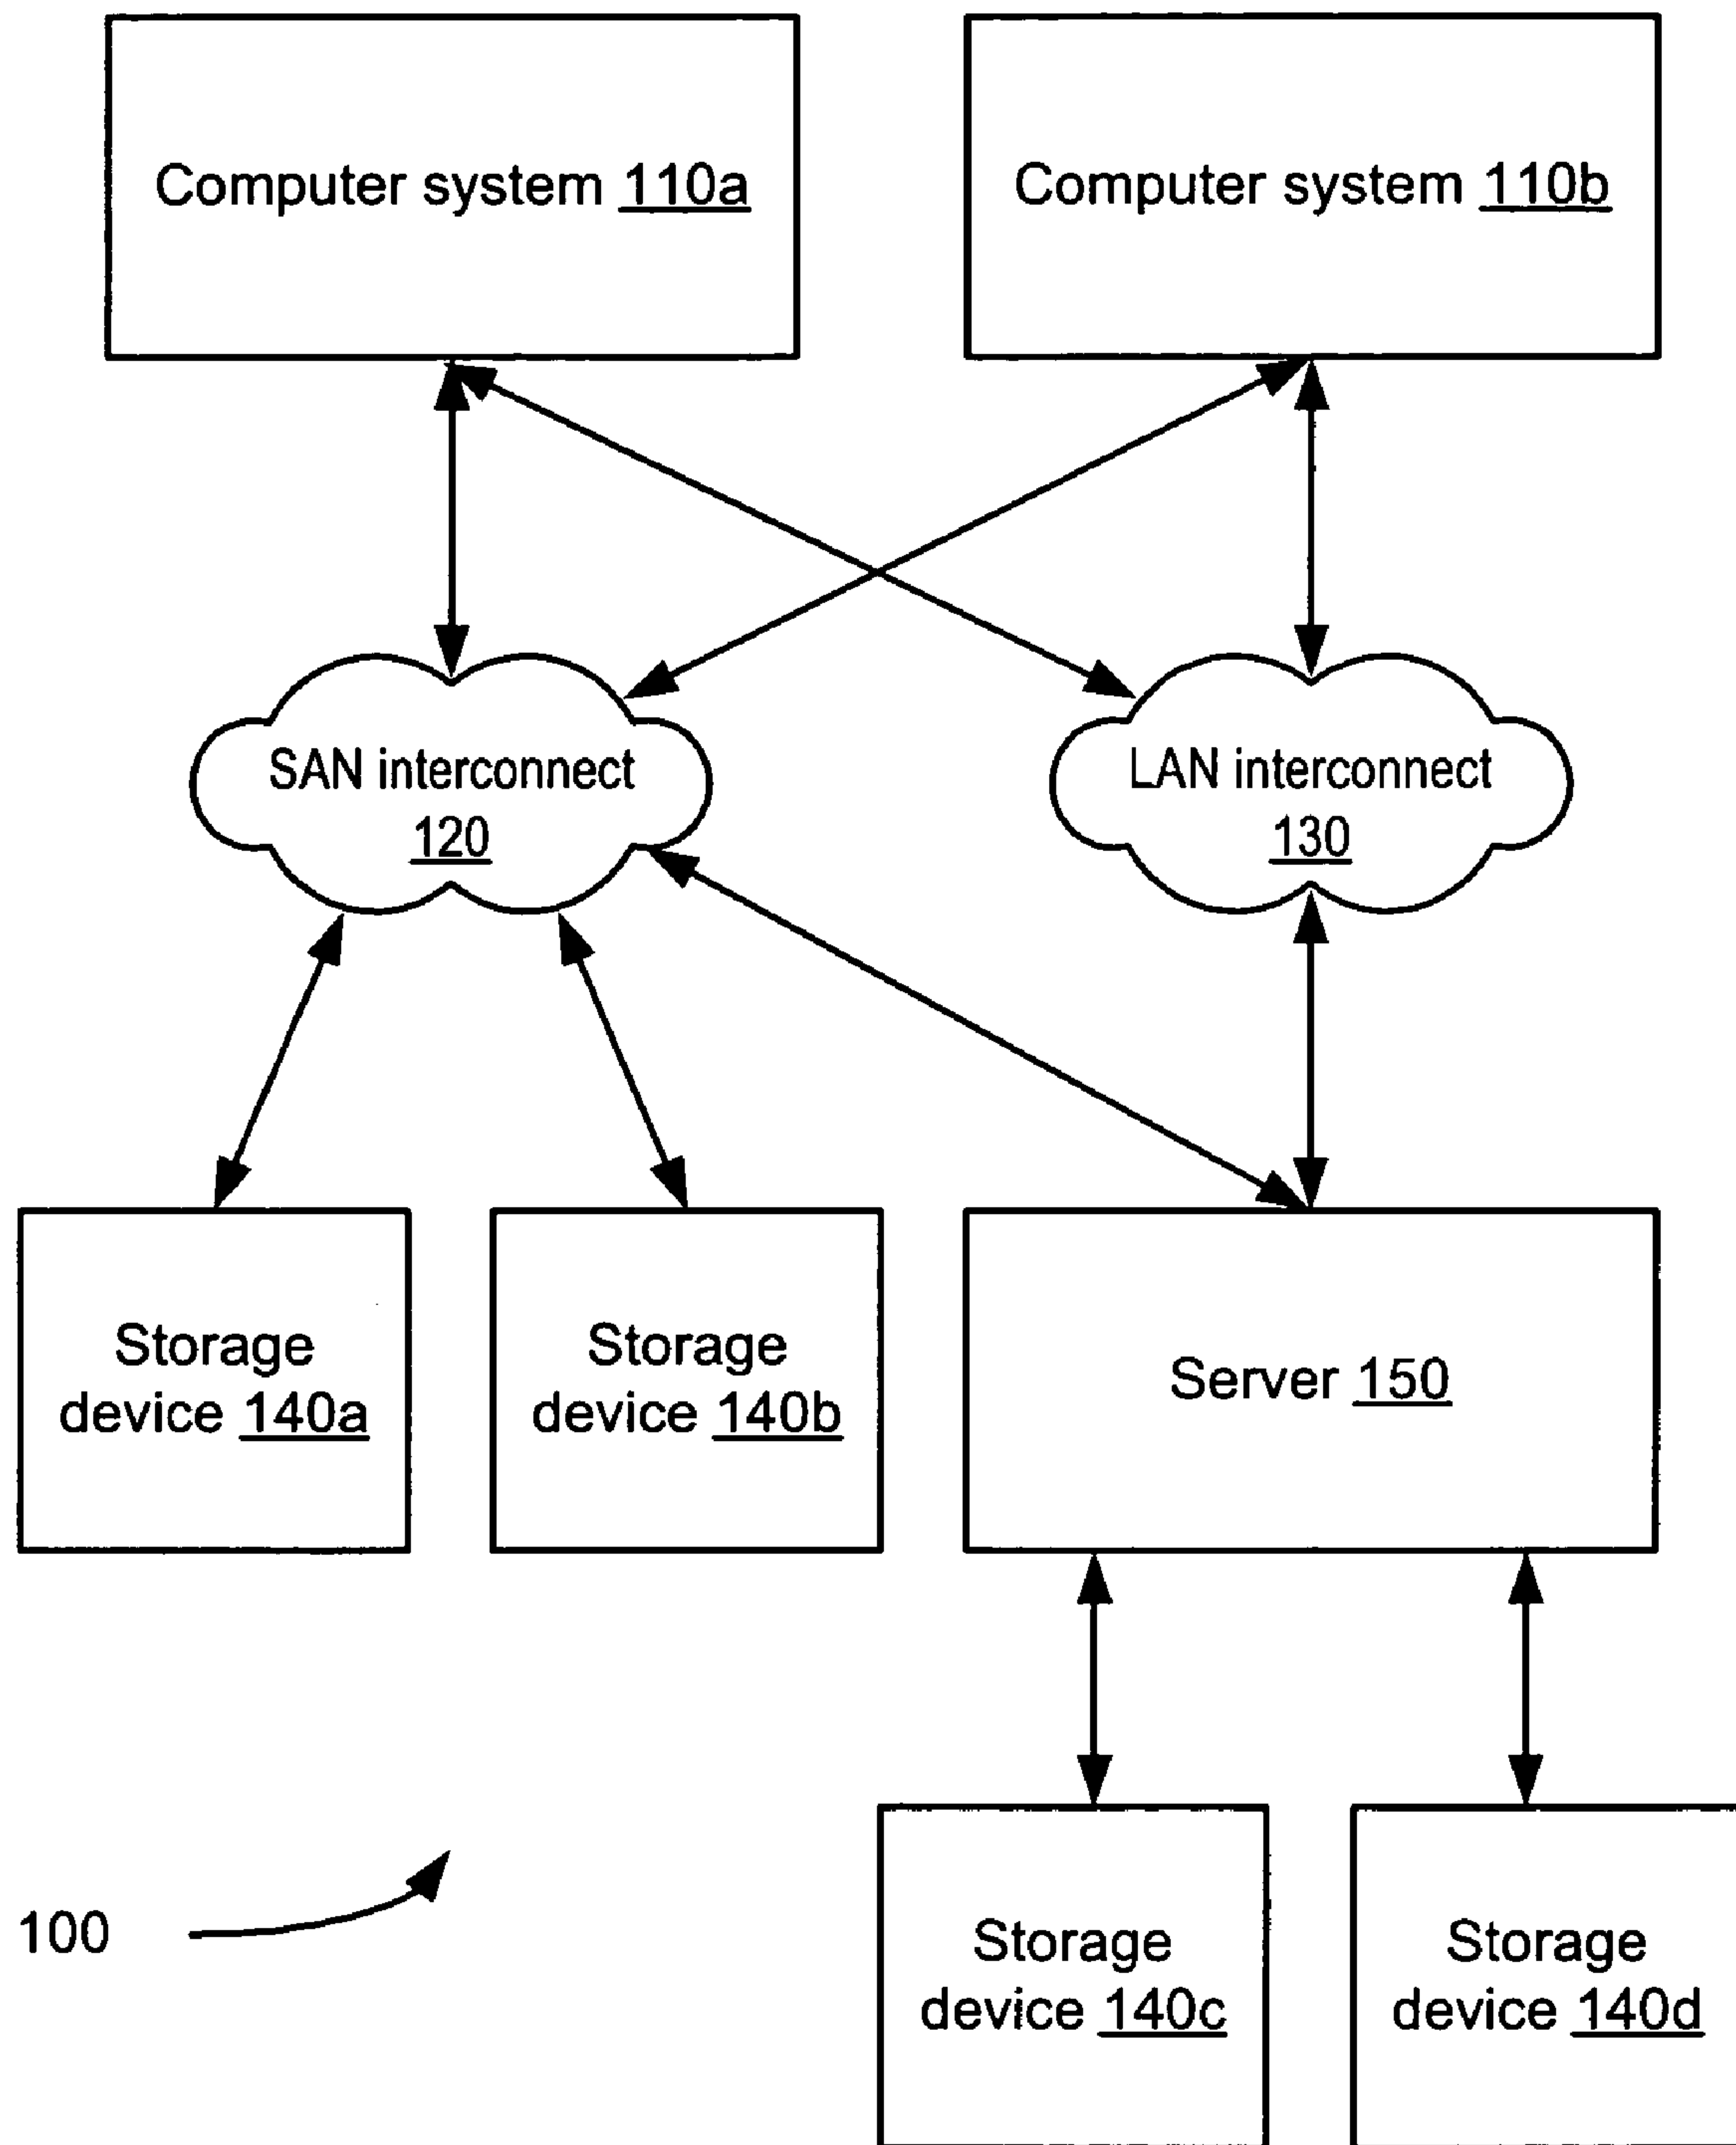 Computer system 110a
Computer system 110b
SAN interconnect
120
LAN interconnect
130
Storage
device 140a
Storage
device 140b
Server 150
100
Storage
device 140c
Storage
device 140d